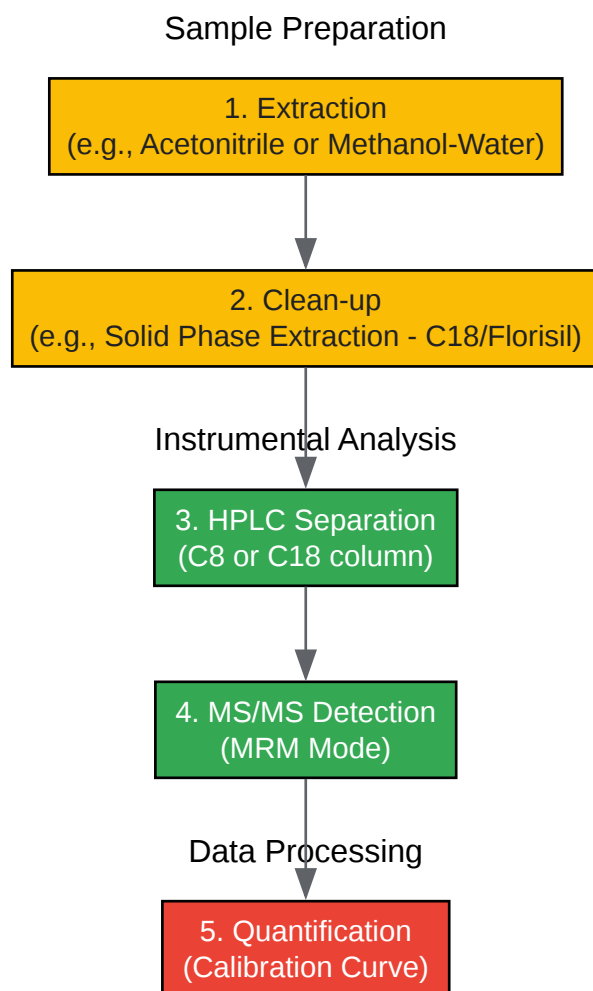 Sample Preparation
1. Extraction
(e.g., Acetonitrile or Methanol-Water)
2. Clean-up
(e.g., Solid Phase Extraction - C18/Florisil)
Instrumental Analysis
3. HPLC Separation
(C8 or C18 column)
4. MS/MS Detection
(MRM Mode)
Data Processing
5. Quantification
(Calibration Curve)